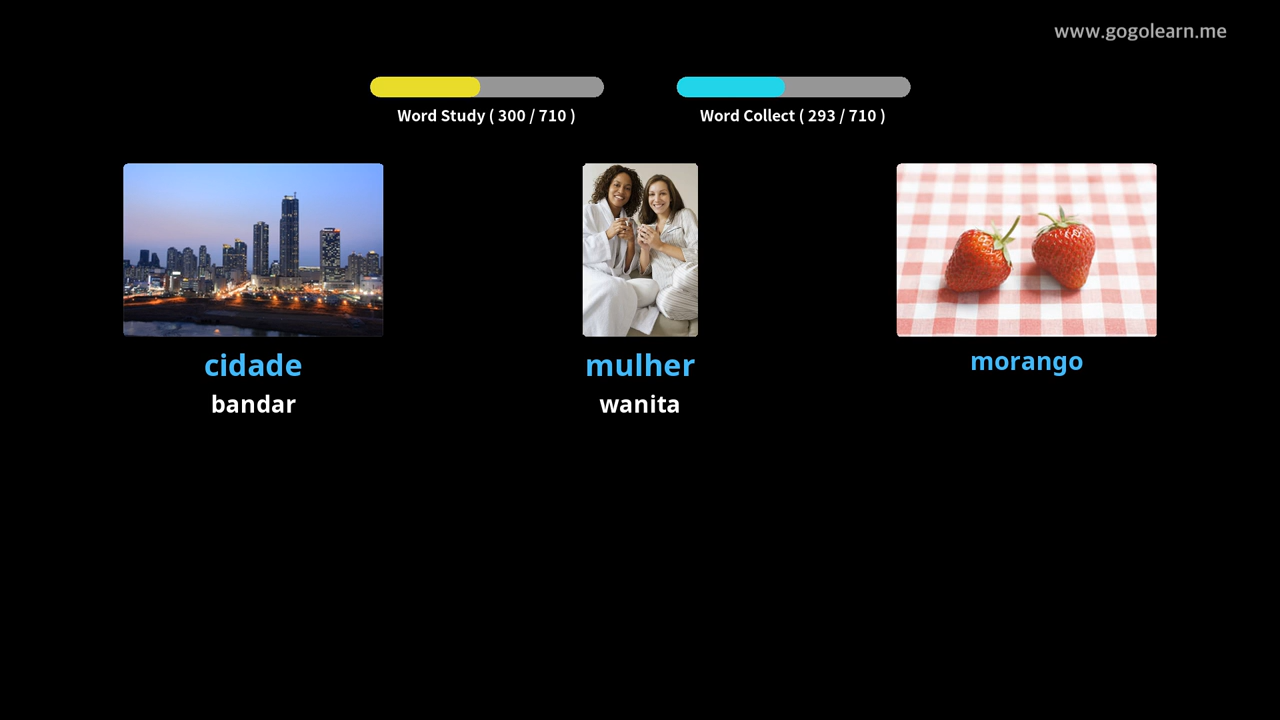 www.gogolearn.me
Word Study ( 300 / 710 )
Word Collect ( 293 / 710 )
cidade
bandar
mulher
wanita
morango